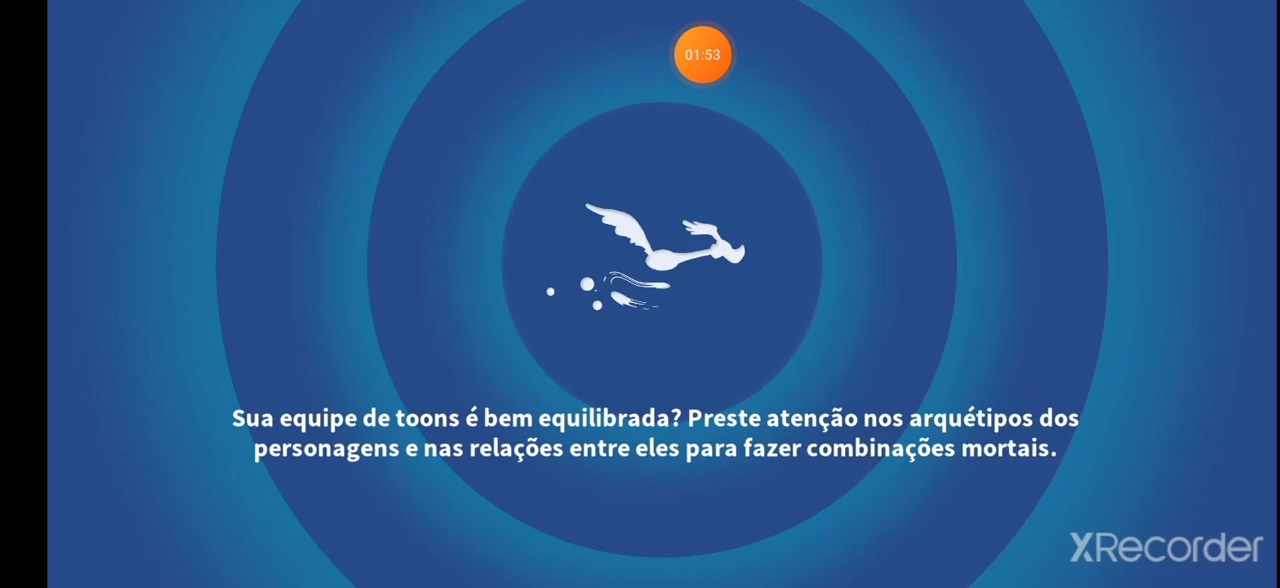 01:53
Sua equipe de toons é bem equilibrada? Preste atenção nos arquétipos dos
personagens e nas relações entre eles para fazer combinações mortais.
XRecorder